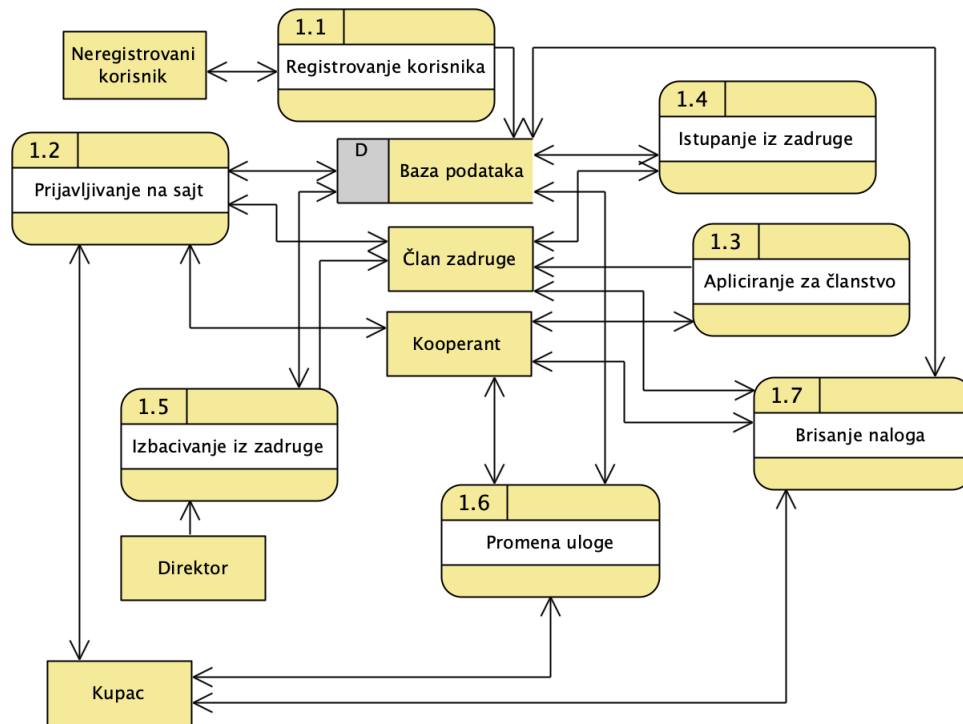 1.1
Neregistrovani
korisnik
Registrovanje korisnika
1.4
D
1.2
Istupanje iz zadruge
Baza podataka
Prijavljivanje na sajt
1.3
Član zadruge
Apliciranje za članstvo
Kooperant
1.7
1.5
Brisanje naloga
Izbacivanje iz zadruge
1.6
Promena uloge
Direktor
Kupac